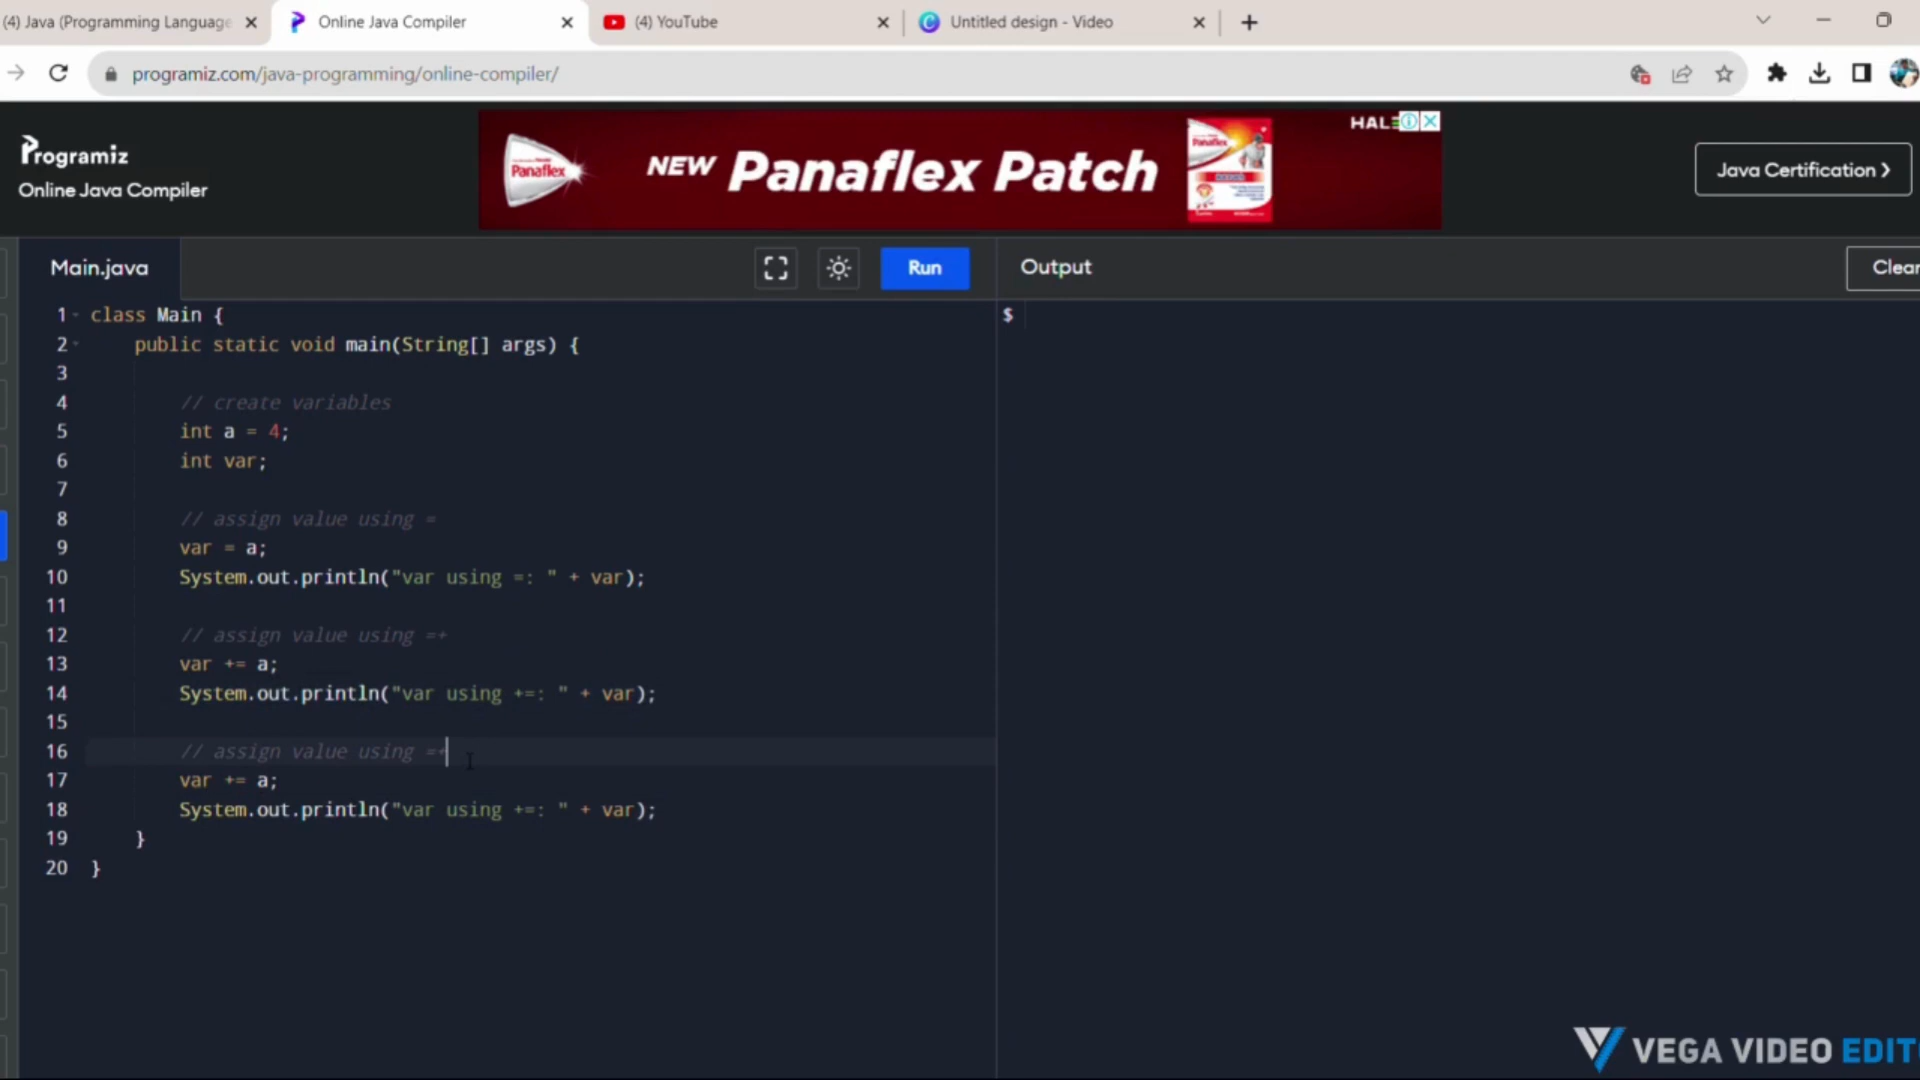 (4) Java (Programming Language
Online Java Compiler
(4) YouTube
Untitled design - Video
programiz.com/java-programming/online-compiler/
Programiz
Online Java Compiler
Panaflex
NEW Panaflex Patch
Panaflex
HAL
Java Certification
Main.java
Run
Output
Clear
1 class Main {
2 public static void main(String[] args) {
3
4 // create variables
5 int a = 4;
6 int var;
7
8 // assign value using =
9 var = a;
10 System.out.println("var using =: " + var);
11
12 // assign value using =+
13 var += a;
14 System.out.println("var using +=: " + var);
15
16 // assign value using =+
17 var += a;
18 System.out.println("var using +=: " + var);
19 }
20 }
$
VEGA VIDEO EDIT